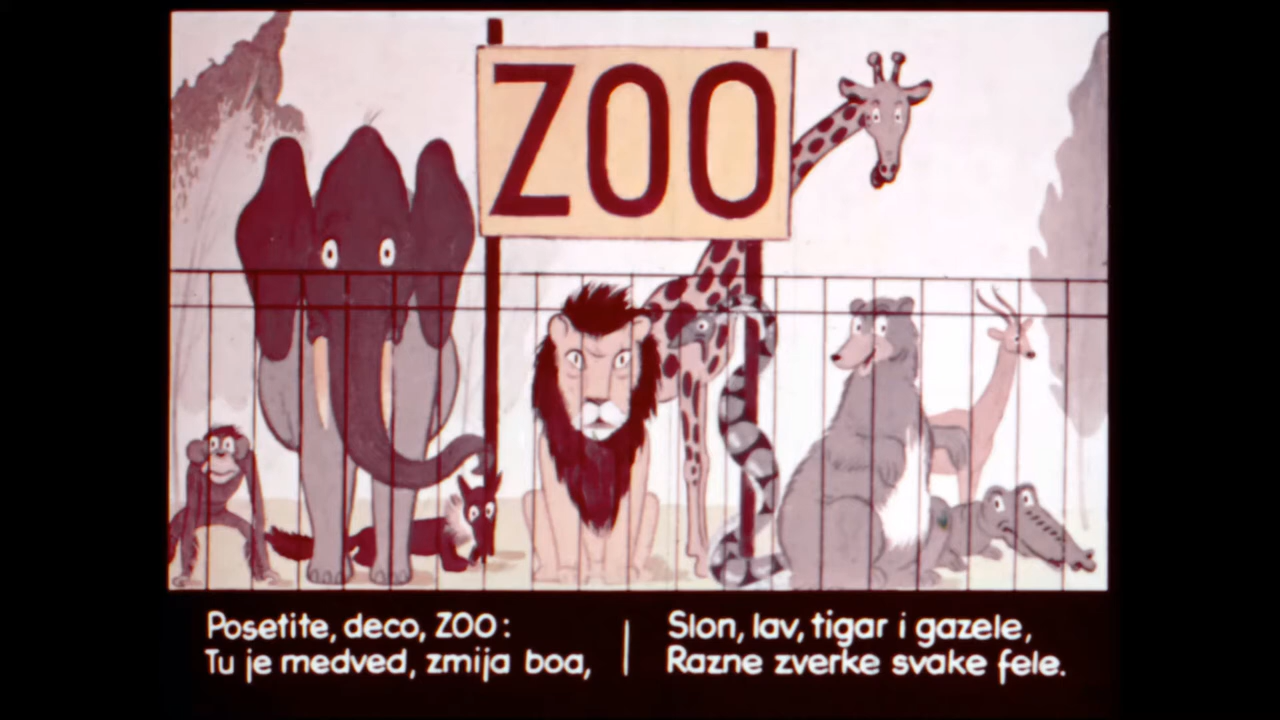 ZOO
Posetite, deco, ZOO:
Tu je medved, zmija boa,
Slon, lav, tigar i gazele,
Razne zverke svake fele.